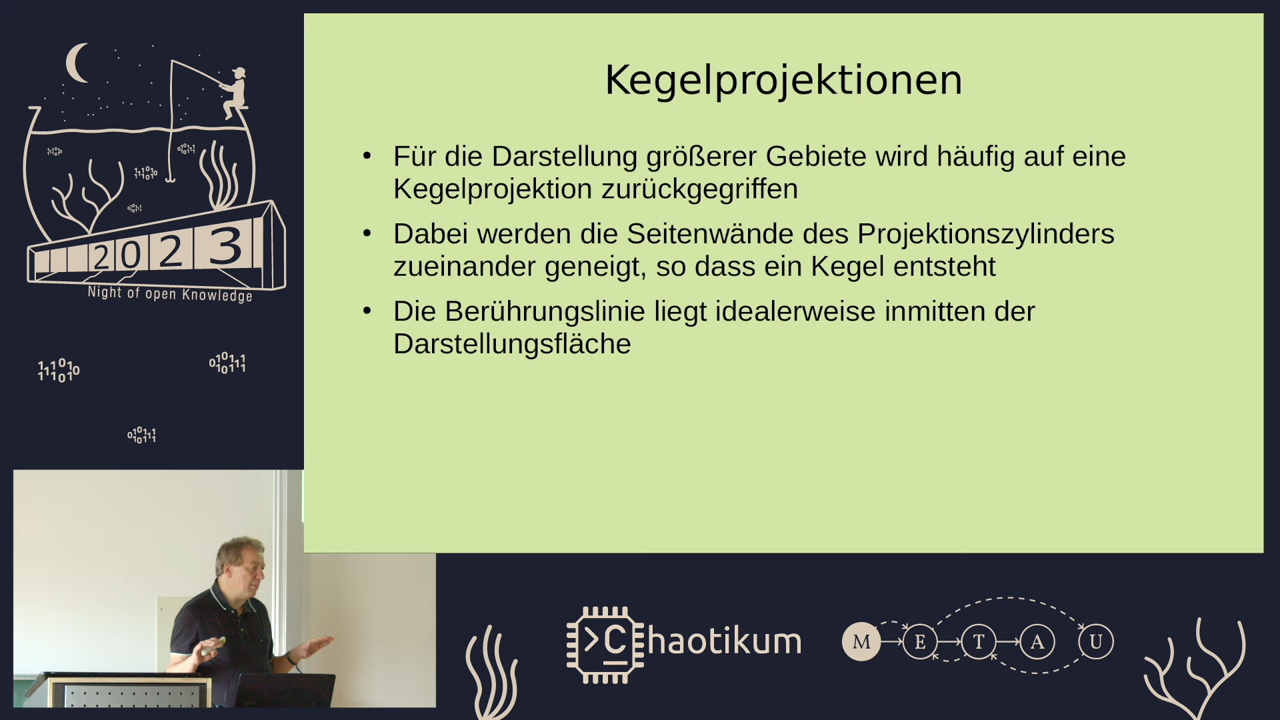 Kegelprojektionen
• Für die Darstellung größerer Gebiete wird häufig auf eine
Kegelprojektion zurückgegriffen
• Dabei werden die Seitenwände des Projektionszylinders
zueinander geneigt, so dass ein Kegel entsteht
• Die Berührungslinie liegt idealerweise inmitten der
Darstellungsfläche
2023
Night of open Knowledge
>C haotikum
M E T A U